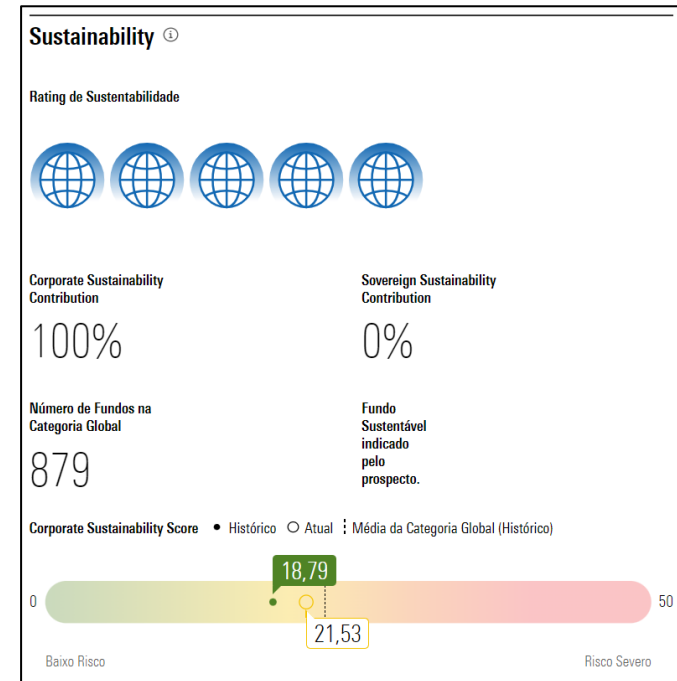 Sustainability
Rating de Sustentabilidade
Corporate Sustainability
Contribution
100%
Sovereign Sustainability
Contribution
0%
Número de Fundos na
Categoria Global
879
Fundo
Sustentável
indicado
pelo
prospecto.
Corporate Sustainability Score Histórico Atual Média da Categoria Global (Histórico)
18,79
0 50
21,53
Baixo Risco Risco Severo